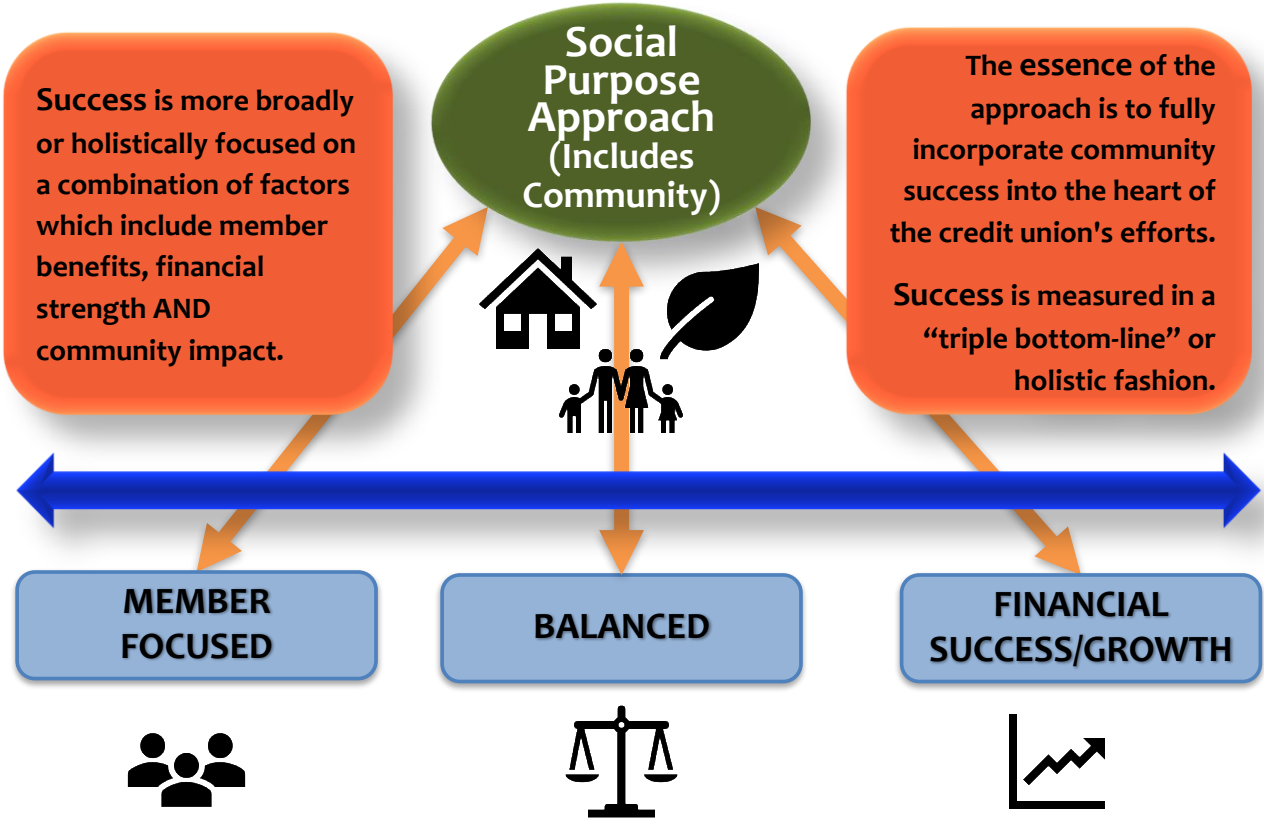 Social
Purpose
Approach
(Includes
Community)
Success is more broadly
or holistically focused on
a combination of factors
which include member
benefits, financial
strength AND
community impact.
The essence of the
approach is to fully
incorporate community
success into the heart of
the credit union's efforts.
Success is measured in a
“triple bottom-line” or
holistic fashion.
MEMBER
FOCUSED
BALANCED
FINANCIAL
SUCCESS/GROWTH